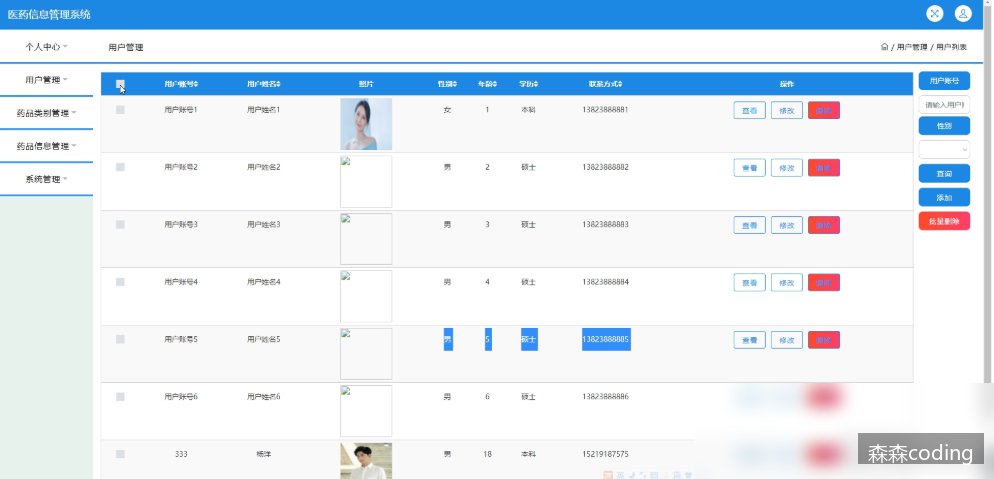 医药信息管理系统
个人中心
用户管理
用户管理 / 用户列表
用户管理
药品类别管理
药品信息管理
系统管理
用户账号 用户姓名 照片 性别 年龄 学历 联系方式 操作
用户账号1 用户姓名1 女 1 本科 13823888881 查看 修改 删除
用户账号2 用户姓名2 男 2 硕士 13823888882 查看 修改 删除
用户账号3 用户姓名3 男 3 硕士 13823888883 查看 修改 删除
用户账号4 用户姓名4 男 4 硕士 13823888884 查看 修改 删除
用户账号5 用户姓名5 男 5 硕士 13823888885 查看 修改 删除
用户账号6 用户姓名6 男 6 硕士 13823888886
333 杨洋 男 18 本科 15219187575
用户账号
请输入用户
性别
查询
添加
批量删除
森森coding